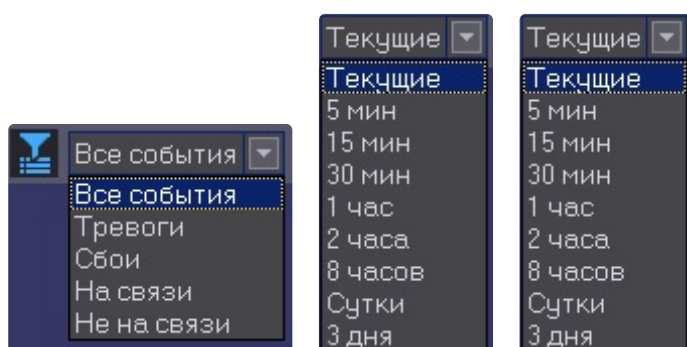 Все события
Все события
Тревоги
Сбои
На связи
Не на связи
Текущие
Текущие
5 мин
15 мин
30 мин
1 час
2 часа
8 часов
Сутки
3 дня
Текущие
Текущие
5 мин
15 мин
30 мин
1 час
2 часа
8 часов
Сутки
3 дня